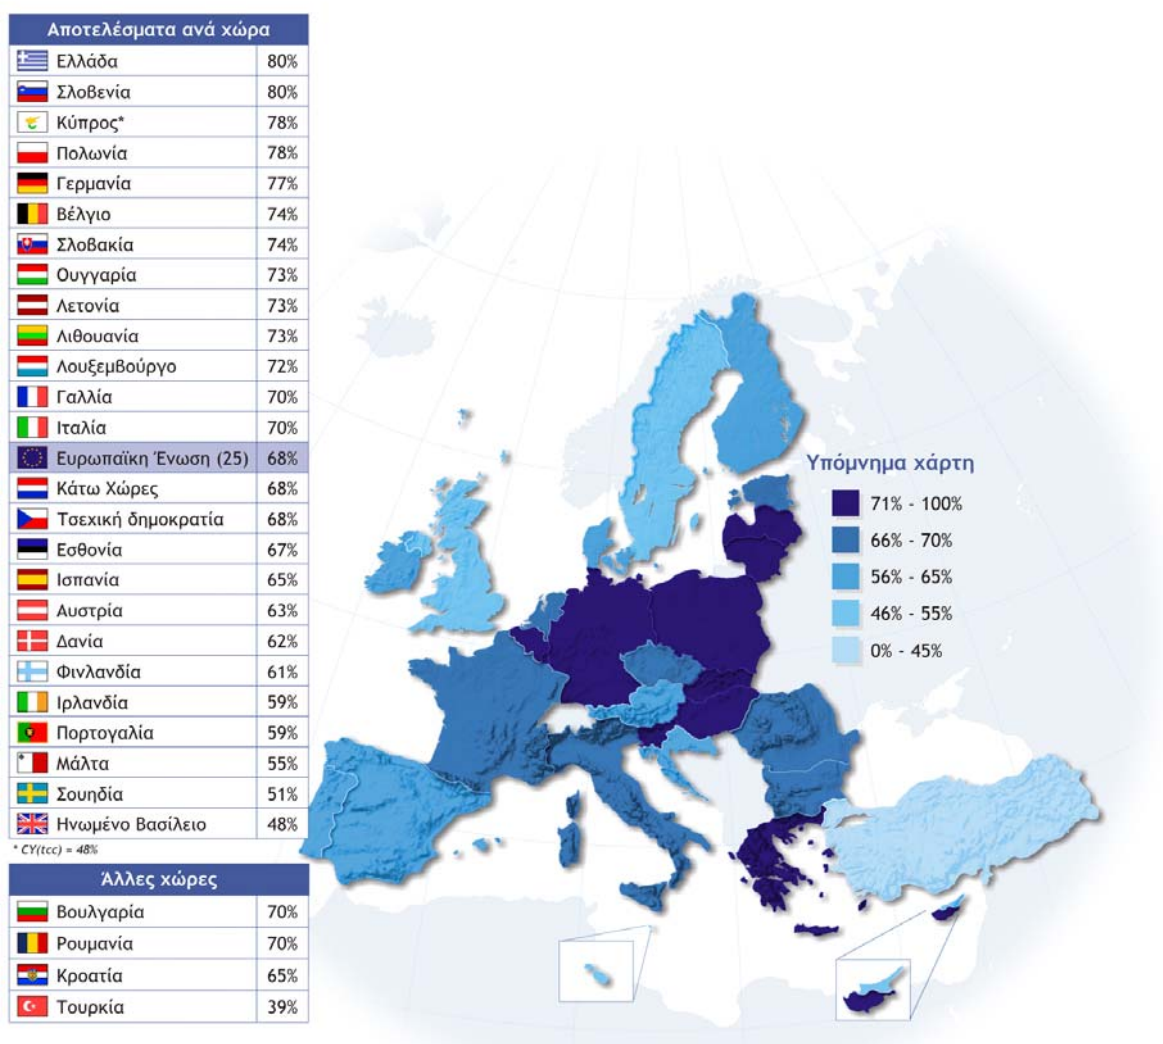 Αποτελέσματα ανά χώρα
Ελλάδα 80%
Σλοβενία 80%
Κύπρος* 78%
Πολωνία 78%
Γερμανία 77%
Βέλγιο 74%
Σλοβακία 74%
Ουγγαρία 73%
Λετονία 73%
Λιθουανία 73%
Λουξεμβούργο 72%
Γαλλία 70%
Ιταλία 70%
Ευρωπαϊκη Ένωση (25) 68%
Κάτω Χώρες 68%
Τσεχική δημοκρατία 68%
Εσθονία 67%
Ισπανία 65%
Αυστρία 63%
Δανία 62%
Φινλανδία 61%
Ιρλανδία 59%
Πορτογαλία 59%
Μάλτα 55%
Σουηδία 51%
Ηνωμένο Βασίλειο 48%
* CY(tcc) = 48%
Άλλες χώρες
Βουλγαρία 70%
Ρουμανία 70%
Κροατία 65%
Τουρκία 39%
Υπόμνημα χάρτη
71% - 100%
66% - 70%
56% - 65%
46% - 55%
0% - 45%